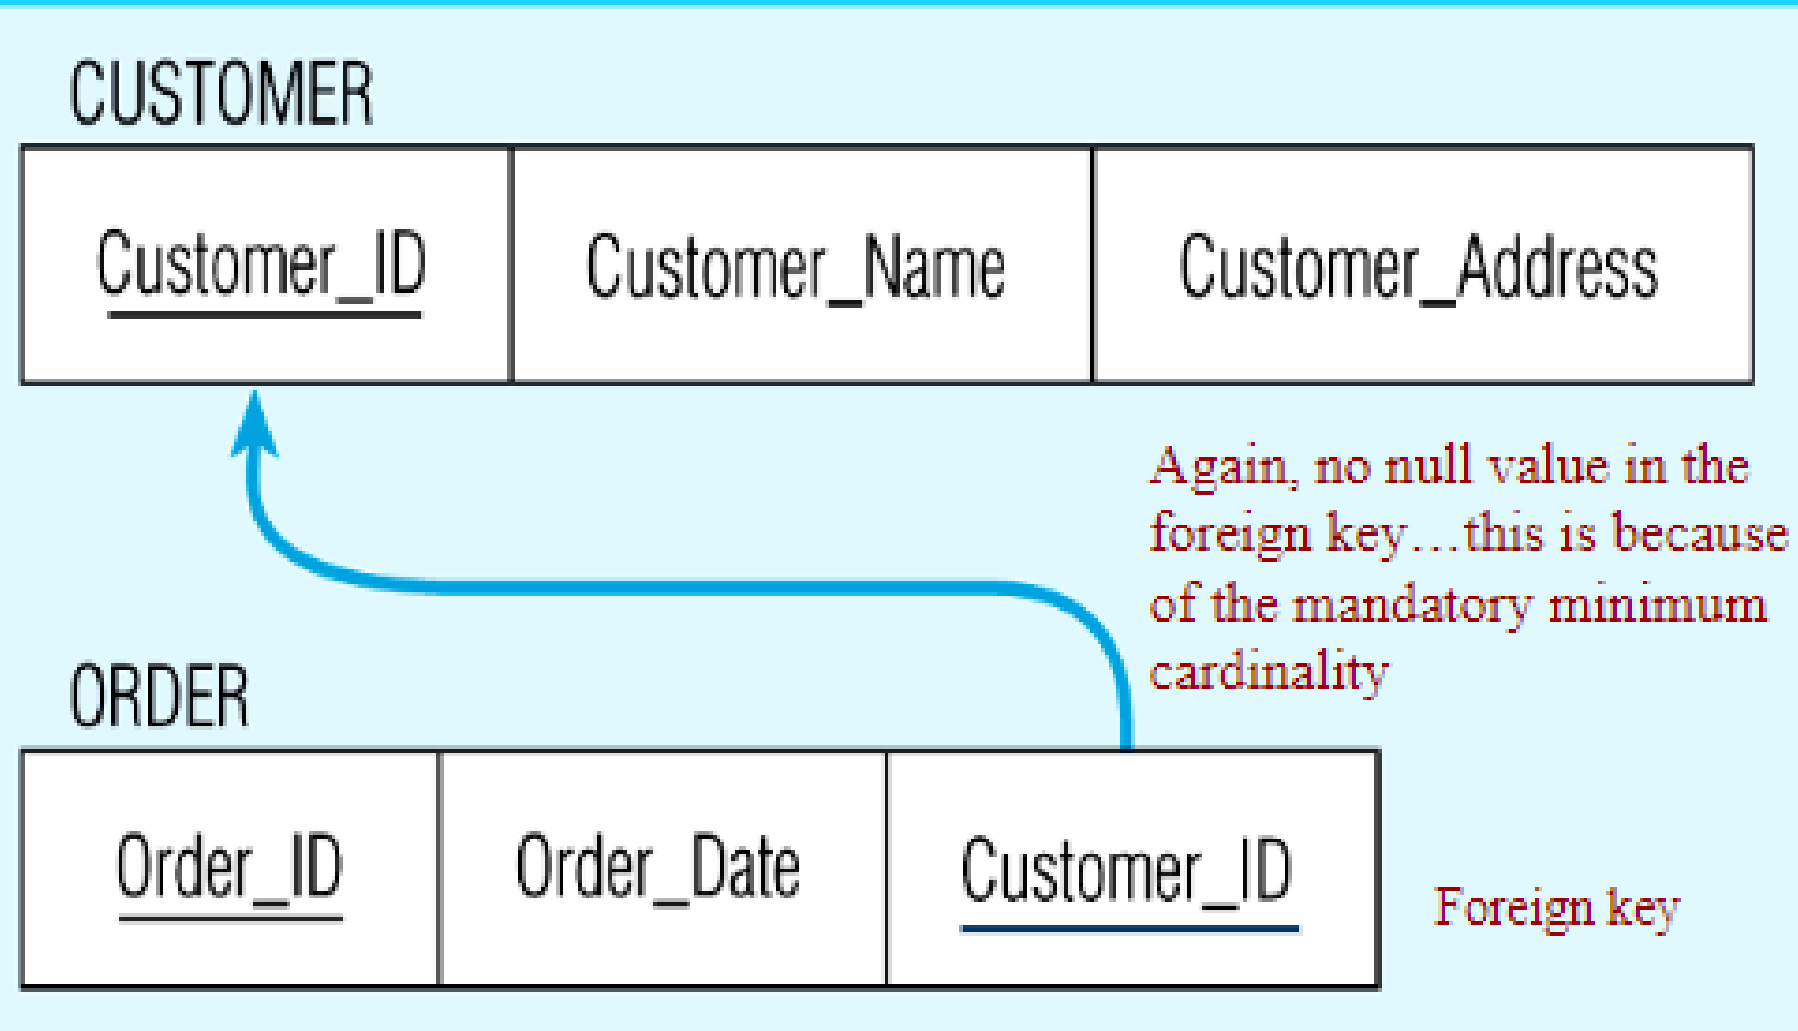 CUSTOMER
Customer_ID Customer_Name Customer_Address
Again, no null value in the
foreign key…this is because
of the mandatory minimum
cardinality
ORDER
Order_ID Order_Date Customer_ID
Foreign key